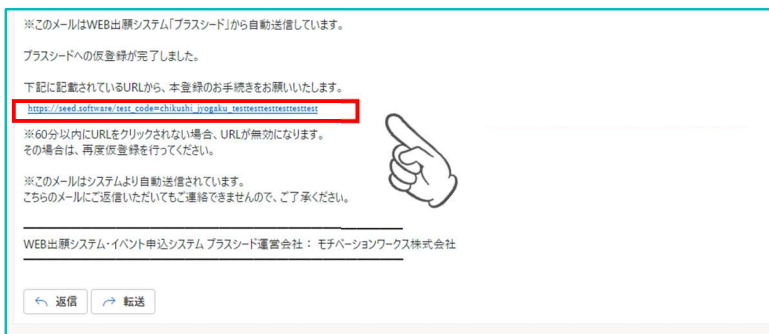 ※このメールはWEB出願システム「プラスシード」から自動送信しています。
プラスシードへの仮登録が完了しました。
下記に記載されているURLから、本登録のお手続きをお願いいたします。
https://seed.software/test_code=chikushi_jyogaku_testtesttesttesttesttest
※60分以内にURLをクリックされない場合、URLが無効になります。
その場合は、再度仮登録を行ってください。
※このメールはシステムより自動送信されています。
こちらのメールにご返信いただいてもご連絡できませんので、ご了承ください。
WEB出願システム・イベント申込システム プラスシード運営会社： モチベーションワークス株式会社
返信
転送